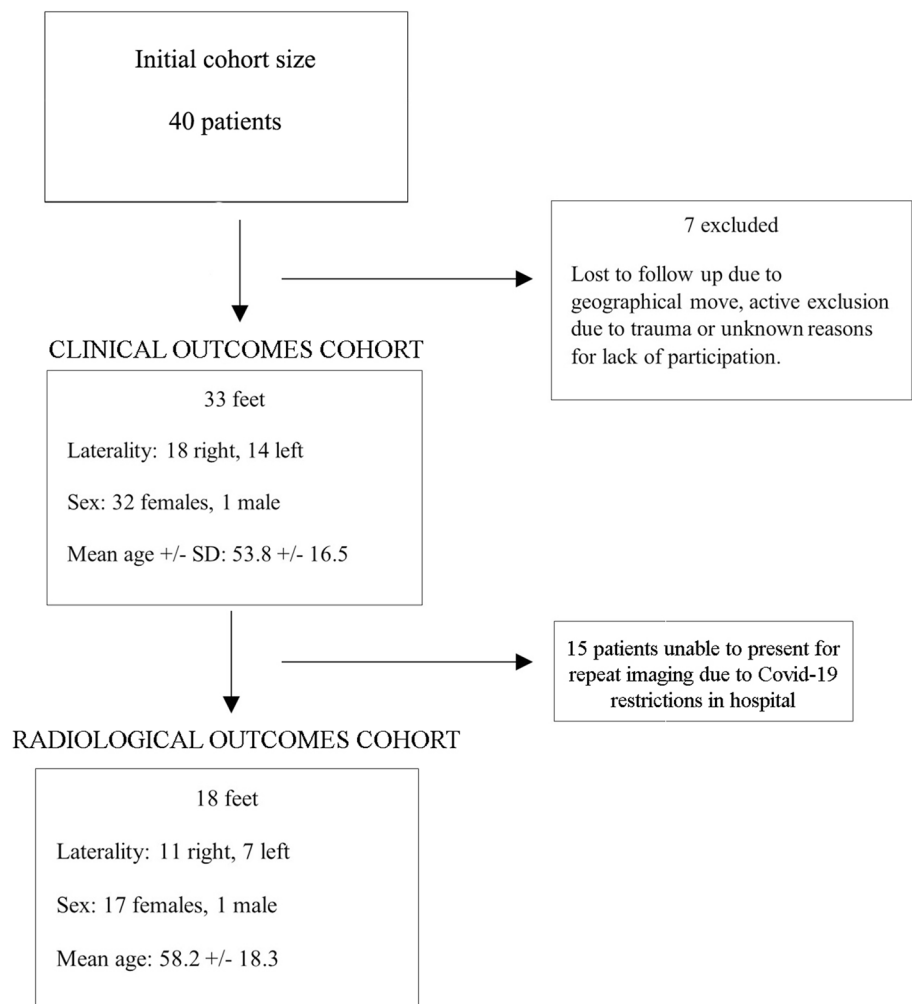 Initial cohort size
40 patients
7 excluded
Lost to follow up due to
geographical move, active exclusion
due to trauma or unknown reasons
for lack of participation.
CLINICAL OUTCOMES COHORT
33 feet
Laterality: 18 right, 14 left
Sex: 32 females, 1 male
Mean age +/- SD: 53.8 +/- 16.5
15 patients unable to present for
repeat imaging due to Covid-19
restrictions in hospital
RADIOLOGICAL OUTCOMES COHORT
18 feet
Laterality: 11 right, 7 left
Sex: 17 females, 1 male
Mean age: 58.2 +/- 18.3